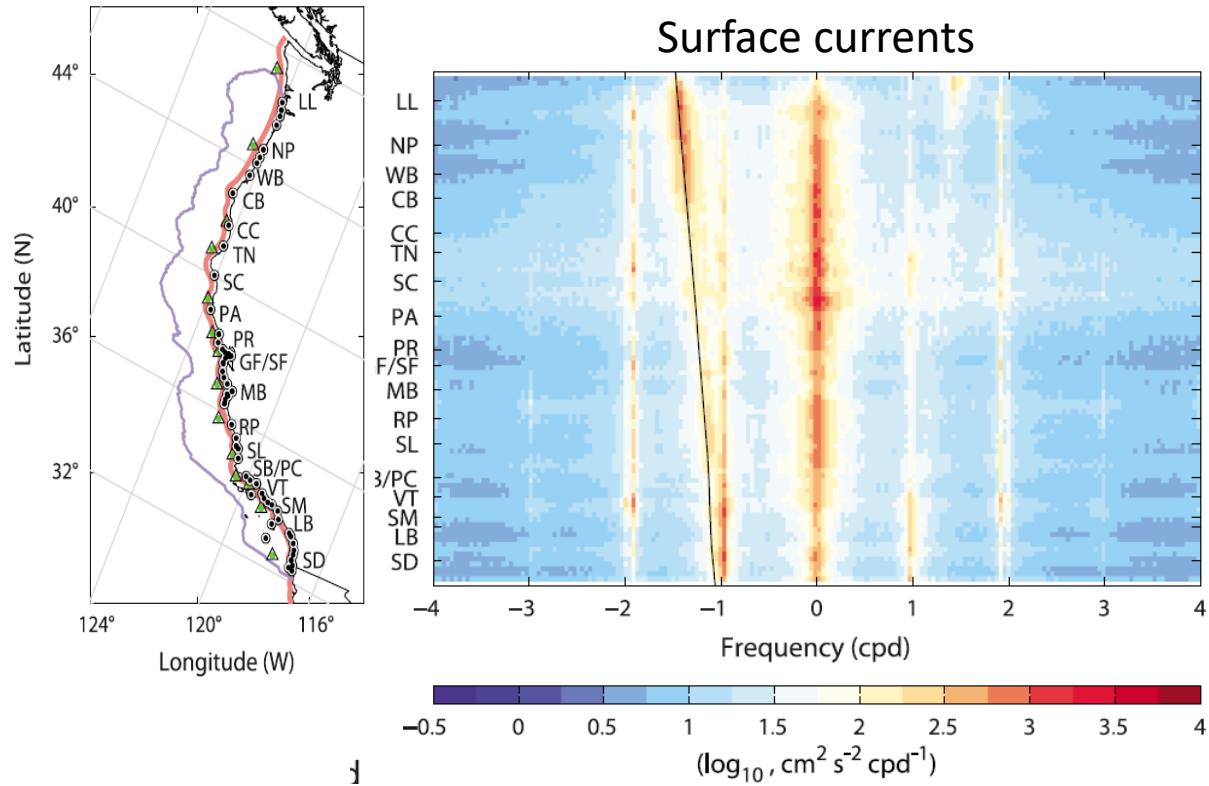 Surface currents
44°
40°
36°
32°
Latitude (N)
LL
NP
WB
CB
CC
TN
SC
PA
PR
GF/SF
MB
RP
SL
SB/PC
VT
SM
LB
SD
124°
120°
116°
Longitude (W)
LL
NP
WB
CB
CC
TN
SC
PA
PR
F/SF
MB
RP
SL
3/PC
VT
SM
LB
SD
−4 −3 −2 −1 0 1 2 3 4
Frequency (cpd)
−0.5 0 0.5 1 1.5 2 2.5 3 3.5 4
(log10 , cm2 s−2 cpd−1)